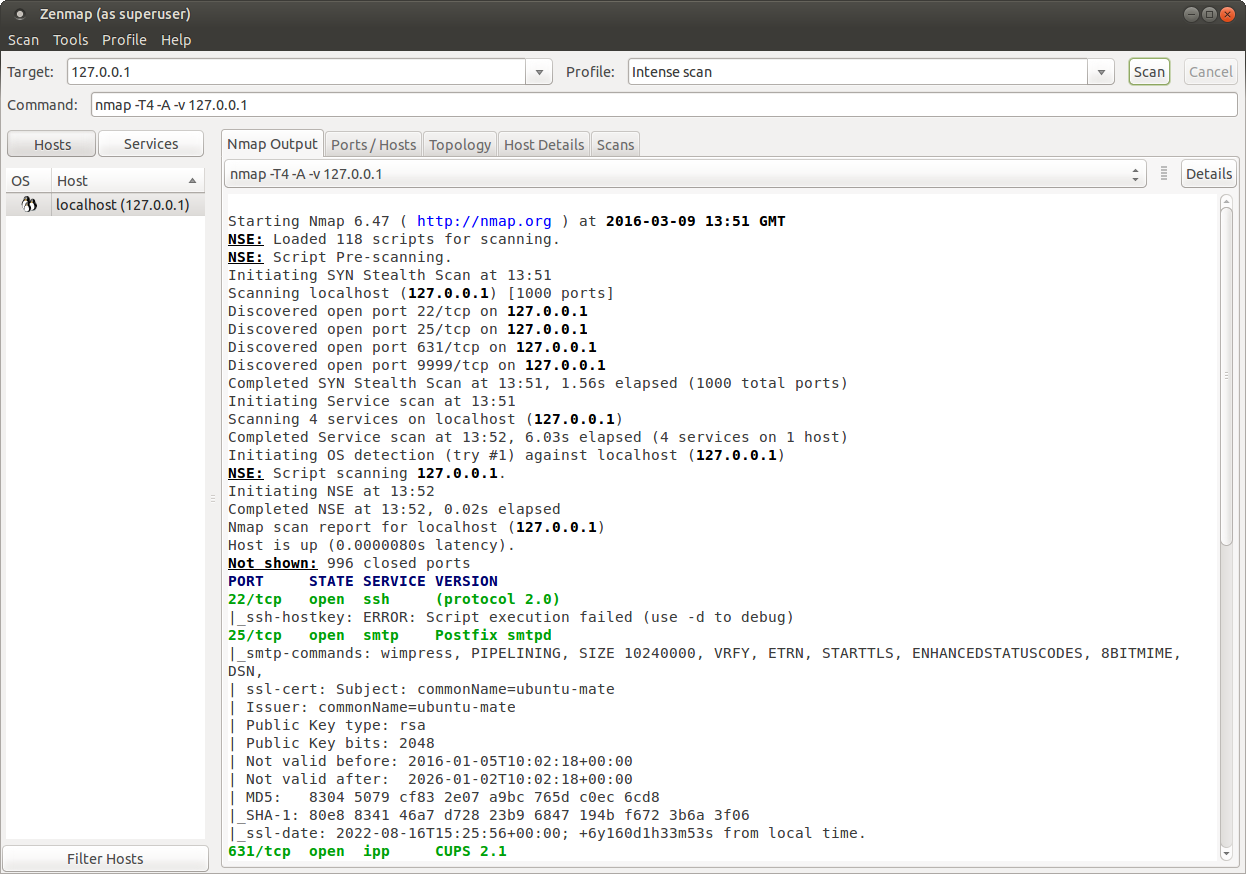 Zenmap (as superuser)
Scan Tools Profile Help
Target: 127.0.0.1 Profile: Intense scan Scan Cancel
Command: nmap -T4 -A -v 127.0.0.1
Hosts Services
OS Host
localhost (127.0.0.1)
Filter Hosts
Nmap Output Ports / Hosts Topology Host Details Scans
nmap -T4 -A -v 127.0.0.1 Details
Starting Nmap 6.47 ( http://nmap.org ) at 2016-03-09 13:51 GMT
NSE: Loaded 118 scripts for scanning.
NSE: Script Pre-scanning.
Initiating SYN Stealth Scan at 13:51
Scanning localhost (127.0.0.1) [1000 ports]
Discovered open port 22/tcp on 127.0.0.1
Discovered open port 25/tcp on 127.0.0.1
Discovered open port 631/tcp on 127.0.0.1
Discovered open port 9999/tcp on 127.0.0.1
Completed SYN Stealth Scan at 13:51, 1.56s elapsed (1000 total ports)
Initiating Service scan at 13:51
Scanning 4 services on localhost (127.0.0.1)
Completed Service scan at 13:52, 6.03s elapsed (4 services on 1 host)
Initiating OS detection (try #1) against localhost (127.0.0.1)
NSE: Script scanning 127.0.0.1.
Initiating NSE at 13:52
Completed NSE at 13:52, 0.02s elapsed
Nmap scan report for localhost (127.0.0.1)
Host is up (0.0000080s latency).
Not shown: 996 closed ports
PORT     STATE SERVICE VERSION
22/tcp   open  ssh     (protocol 2.0)
|_ssh-hostkey: ERROR: Script execution failed (use -d to debug)
25/tcp   open  smtp    Postfix smtpd
|_smtp-commands: wimpress, PIPELINING, SIZE 10240000, VRFY, ETRN, STARTTLS, ENHANCEDSTATUSCODES, 8BITMIME,
DSN,
| ssl-cert: Subject: commonName=ubuntu-mate
| Issuer: commonName=ubuntu-mate
| Public Key type: rsa
| Public Key bits: 2048
| Not valid before: 2016-01-05T10:02:18+00:00
| Not valid after:  2026-01-02T10:02:18+00:00
| MD5:   8304 5079 cf83 2e07 a9bc 765d c0ec 6cd8
|_SHA-1: 80e8 8341 46a7 d728 23b9 6847 194b f672 3b6a 3f06
|_ssl-date: 2022-08-16T15:25:56+00:00; +6y160d1h33m53s from local time.
631/tcp  open  ipp     CUPS 2.1